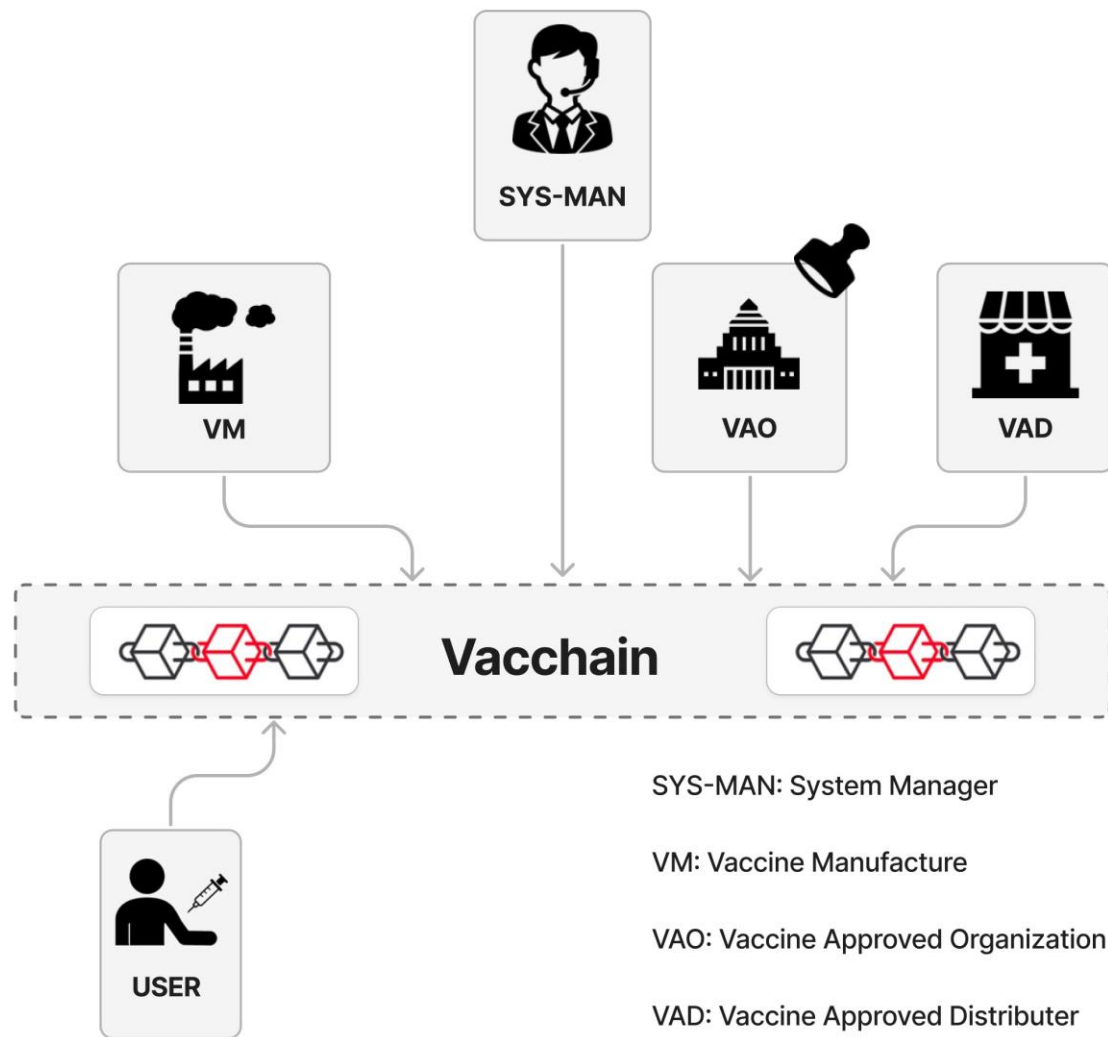 SYS-MAN
VM
VAO
VAD
Vacchain
USER
SYS-MAN: System Manager
VM: Vaccine Manufacture
VAO: Vaccine Approved Organization
VAD: Vaccine Approved Distributer